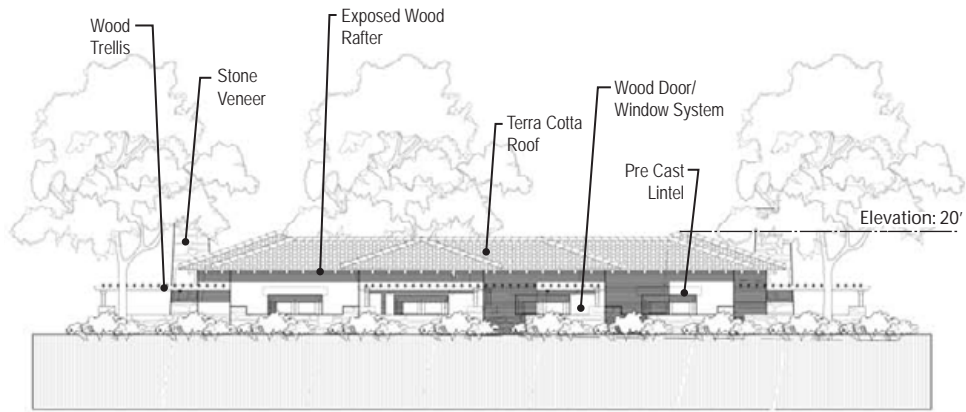 Wood
Trellis
Exposed Wood
Rafter
Stone
Veneer
Terra Cotta
Roof
Wood Door/
Window System
Pre Cast
Lintel
Elevation: 20'